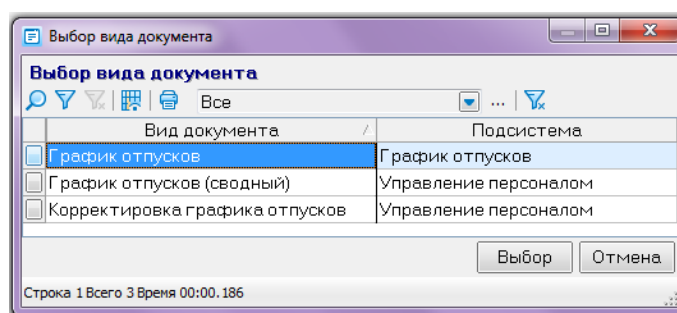 Выбор вида документа
Выбор вида документа
Все ...
Вид документа Подсистема
График отпусков График отпусков
График отпусков (сводный) Управление персоналом
Корректировка графика отпусков Управление персоналом
Выбор Отмена
Строка 1 Всего 3 Время 00:00.186